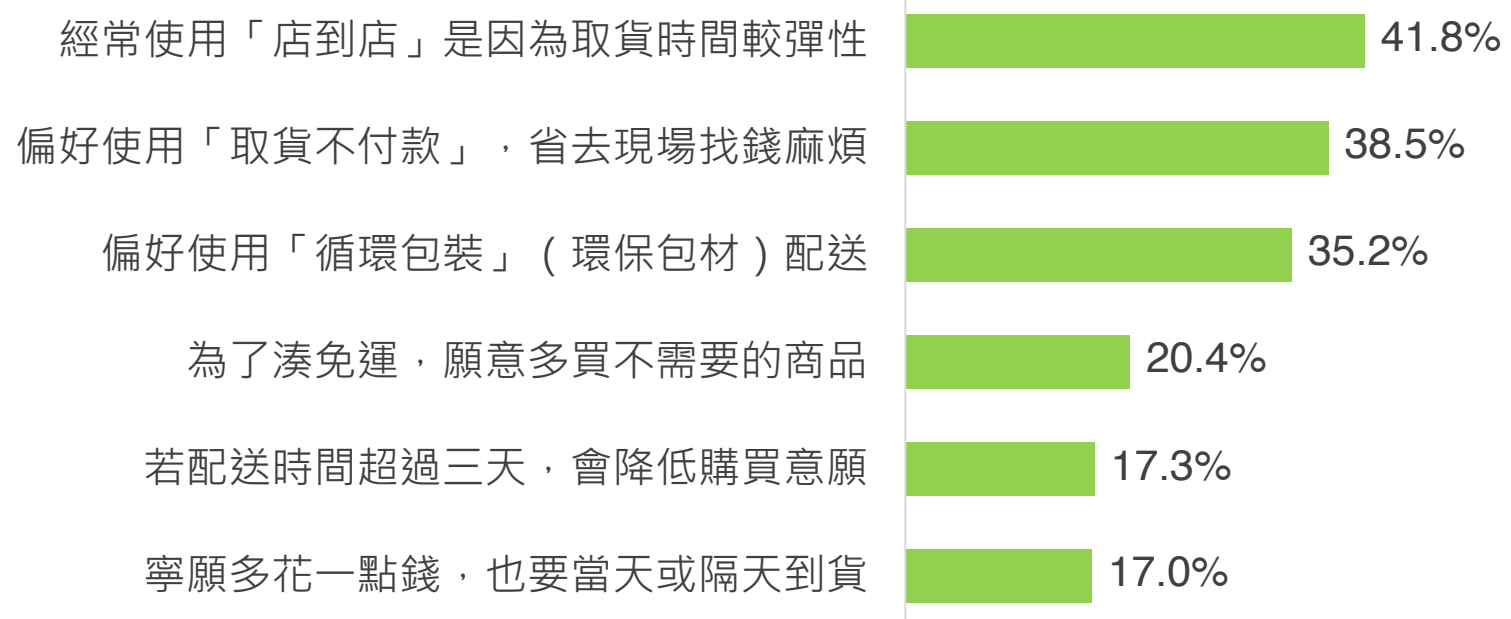 經常使用「店到店」是因為取貨時間較彈性 41.8%
偏好使用「取貨不付款」，省去現場找錢麻煩 38.5%
偏好使用「循環包裝」（環保包材）配送 35.2%
為了湊免運，願意多買不需要的商品 20.4%
若配送時間超過三天，會降低購買意願 17.3%
寧願多花一點錢，也要當天或隔天到貨 17.0%